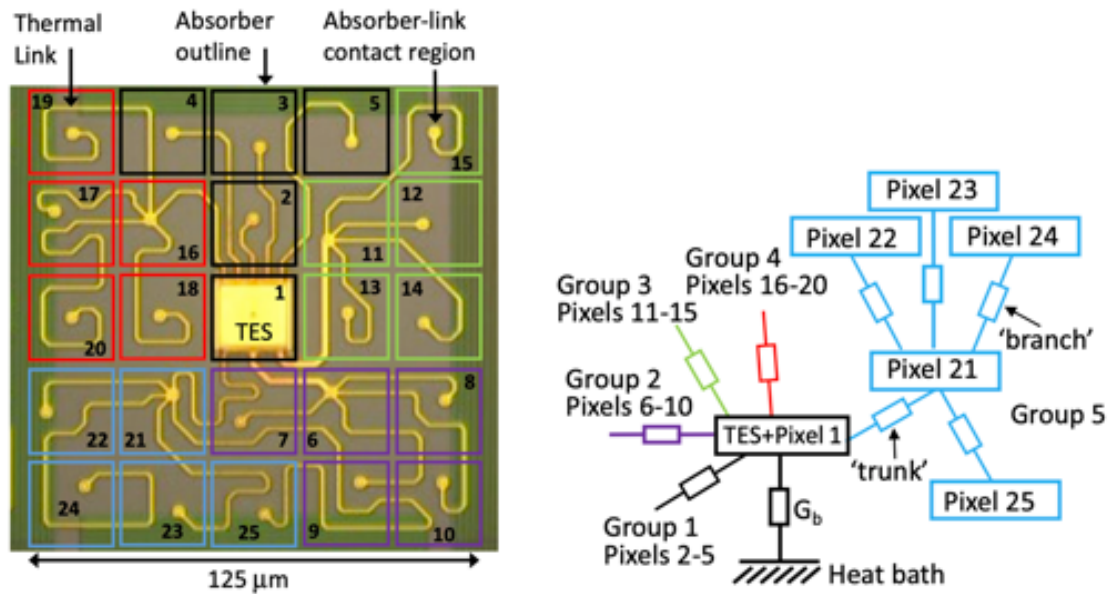 Thermal
Link
Absorber
outline
Absorber-link
contact region
19
4
3
5
15
17
2
12
16
11
18
1
13
14
TES
20
8
22
21
7
6
24
23
25
9
10
125 µm
Pixel 23
Pixel 22
Pixel 24
Group 4
Pixels 16-20
Group 3
Pixels 11-15
'branch'
Group 2
Pixels 6-10
Pixel 21
Group 5
TES+Pixel 1
'trunk'
Pixel 25
Group 1
Pixels 2-5
Gb
Heat bath